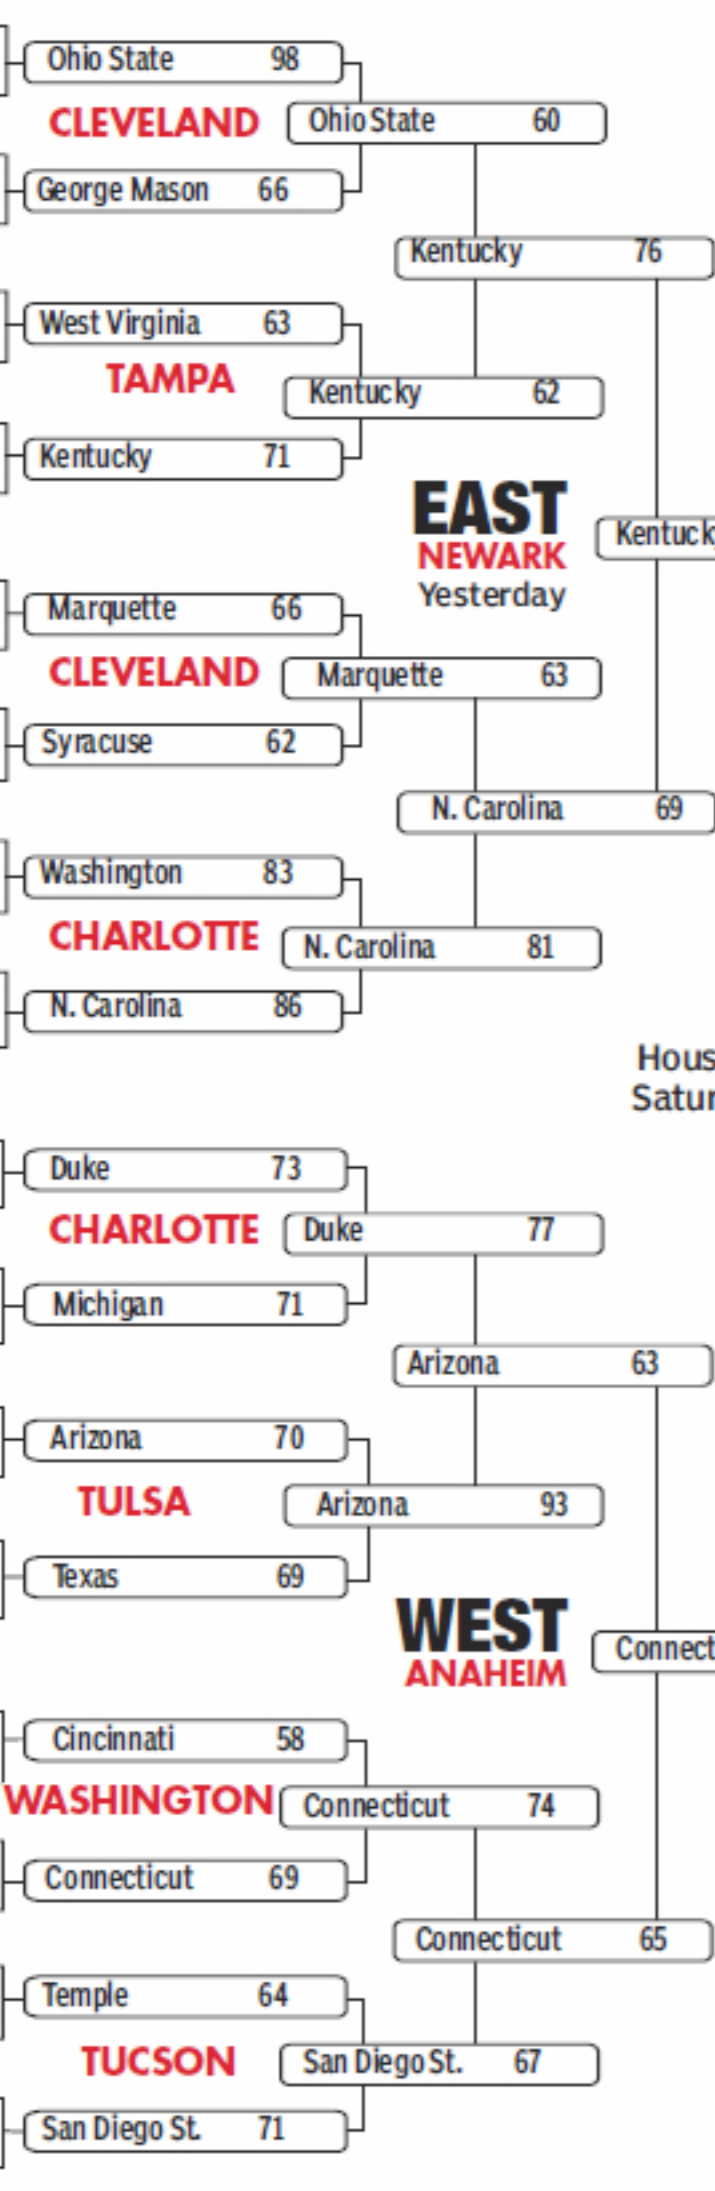 Ohio State 98
CLEVELAND
Ohio State 60
George Mason 66
Kentucky 76
West Virginia 63
TAMPA
Kentucky 62
Kentucky 71
EAST
NEWARK
Yesterday
Kentuck
Marquette 66
CLEVELAND
Marquette 63
Syracuse 62
N. Carolina 69
Washington 83
CHARLOTTE
N. Carolina 81
N. Carolina 86
Hous
Satur
Duke 73
CHARLOTTE
Duke 77
Michigan 71
Arizona 63
Arizona 70
TULSA
Arizona 93
Texas 69
WEST
ANAHEIM
Connect
Cincinnati 58
WASHINGTON
Connecticut 74
Connecticut 69
Connecticut 65
Temple 64
TUCSON
San Diego St. 67
San Diego St. 71